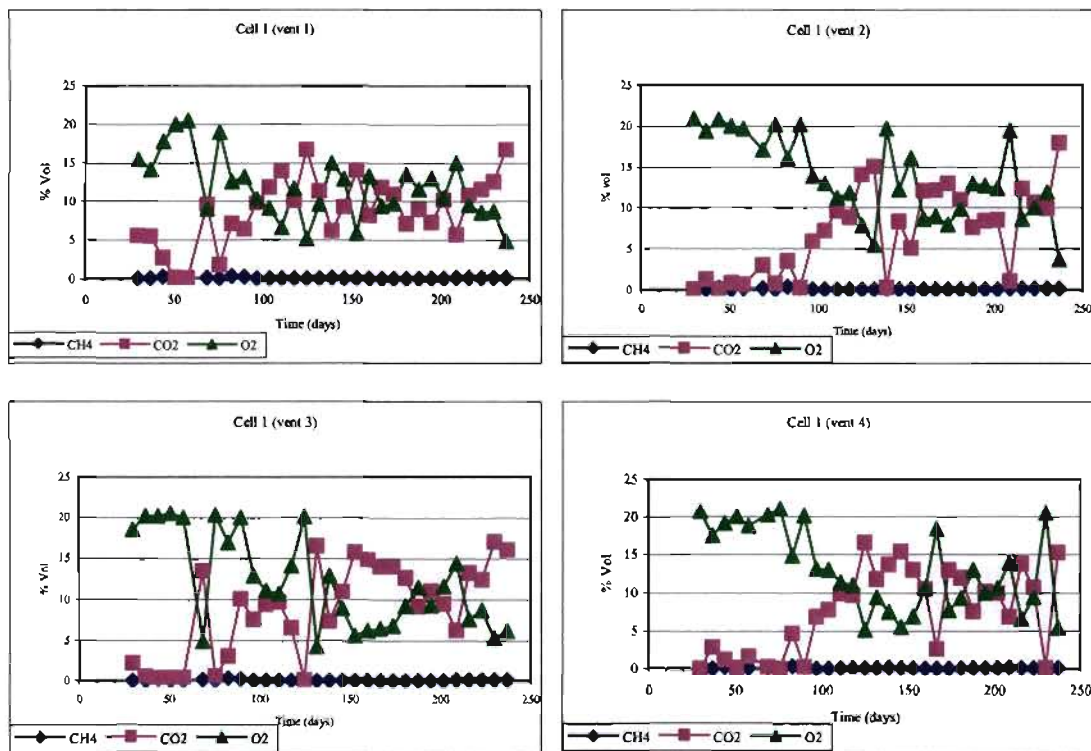 Cell 1 (vent 1)
% Vol
25
20
15
10
5
0
0 50 100 150 200 250
Time (days)
CH4 CO2 O2
Cell 1 (vent 2)
% vol
25
20
15
10
5
0
0 50 100 150 200 250
Time (days)
CH4 CO2 O2
Cell 1 (vent 3)
% Vol
25
20
15
10
5
0
0 50 100 150 200 250
Time (days)
CH4 CO2 O2
Cell 1 (vent 4)
% Vol
25
20
15
10
5
0
0 50 100 150 200 250
Time (days)
CH4 CO2 O2